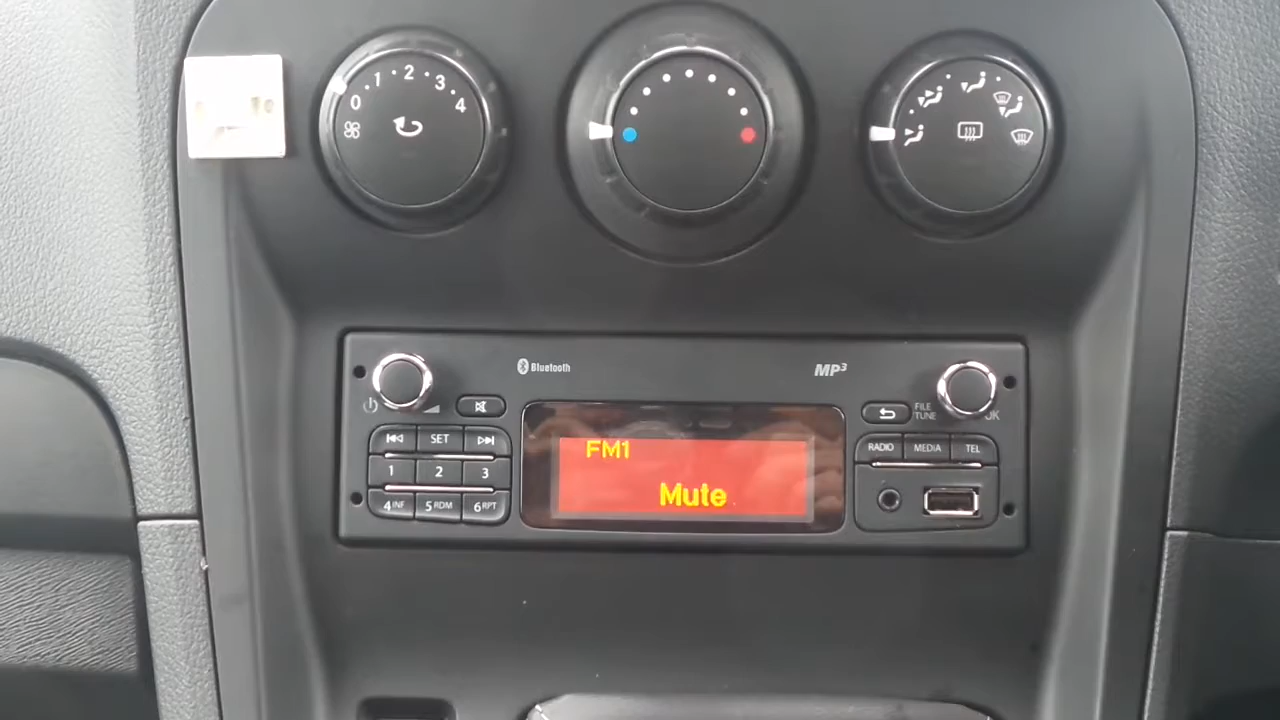 0 1 2 3 4
Bluetooth
MP3
FILE
TUNE
OK
SET
1 2 3
4 INF 5 RDM 6 RPT
FM1
Mute
RADIO MEDIA TEL